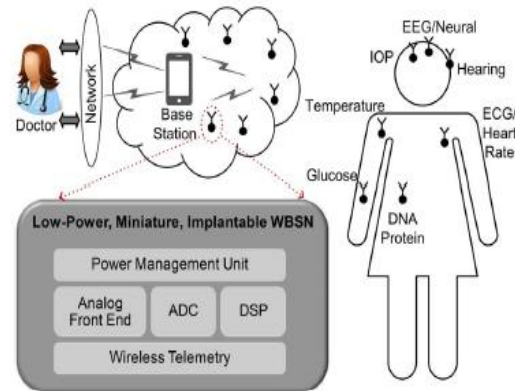 Doctor
Network
Base
Station
EEG/Neural
IOP
Hearing
Temperature
ECG/
Heart
Rate
Glucose
DNA
Protein
Low-Power, Miniature, Implantable WBSN
Power Management Unit
Analog
Front End
ADC
DSP
Wireless Telemetry